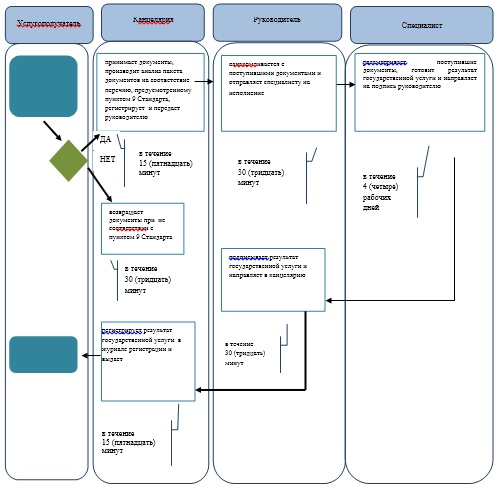 Услугополучатель
Канцелярия
Руководитель
Специалист
принимает документы,
производит анализ пакета
документов на соответствие
перечню, предусмотренному
пунктом 9 Стандарта,
регистрирует и передает
руководителю
ознакамливается с
поступившими документами и
отправляет специалисту на
исполнение
рассматривает поступившие
документы, готовит результат
государственной услуги и направляет
на подпись руководителю
ДА
НЕТ
в течение
15 (пятнадцать)
минут
в течение
30 (тридцать)
минут
в течение
4 (четыре)
рабочих
дней
возвращает
документы при не
соответствии с
пунктом 9 Стандарта
в течение
30 (тридцать)
минут
подписывает результат
государственной услуги и
направляет в канцелярию
регистрирует результат
государственной услуги в
журнале регистрации и
выдает
в течение
30 (тридцать)
минут
в течение
15 (пятнадцать)
минут